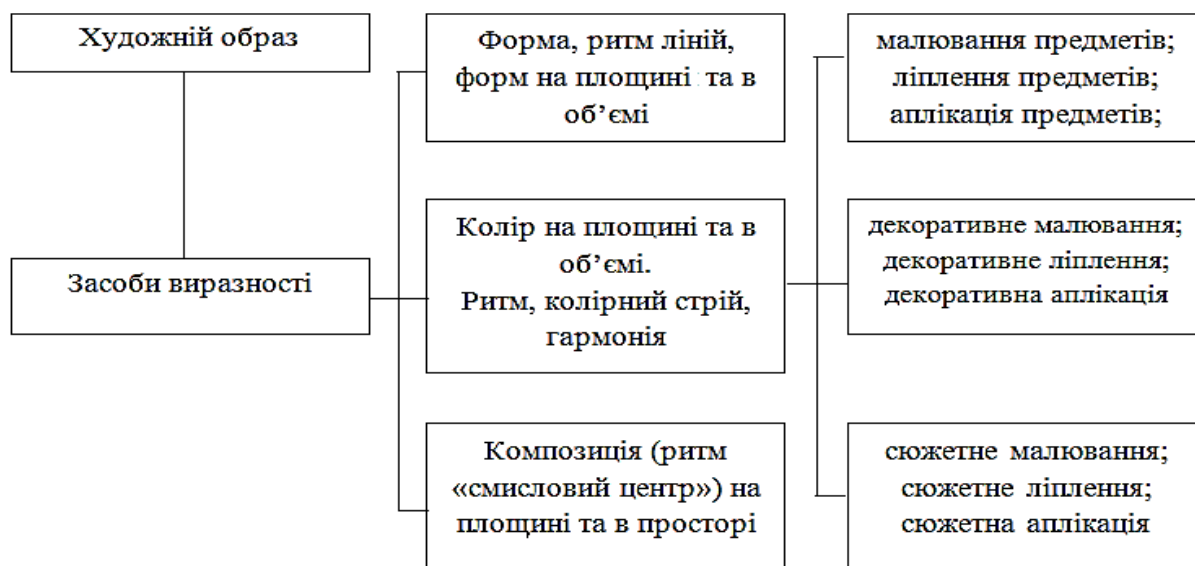 Художній образ
Засоби виразності
Форма, ритм ліній,
форм на площині та в
об’ємі
Колір на площині та в
об’ємі.
Ритм, колірний стрій,
гармонія
Композиція (ритм
«смисловий центр») на
площині та в просторі
малювання предметів;
ліплення предметів;
аплікація предметів;
декоративне малювання;
декоративне ліплення;
декоративна аплікація
сюжетне малювання;
сюжетне ліплення;
сюжетна аплікація